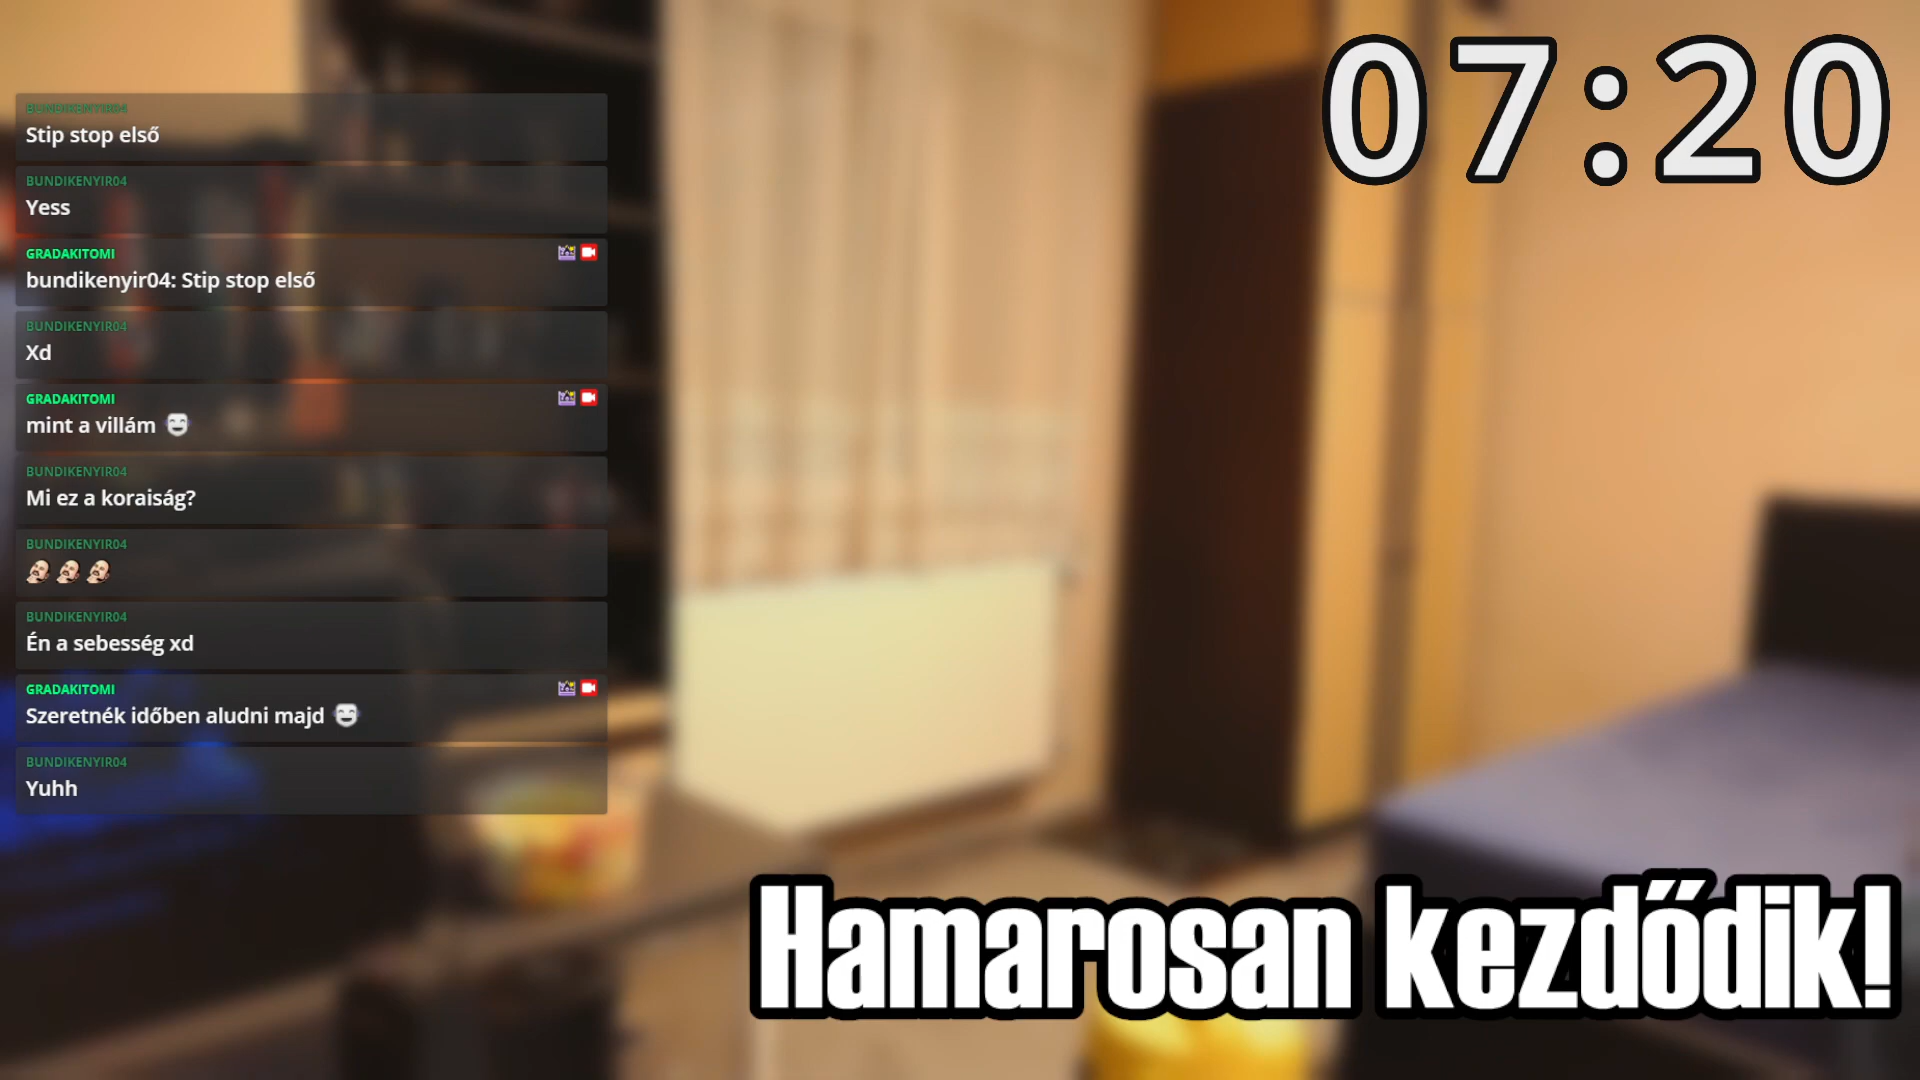 07:20
BUNDIKENYIR04
Stip stop első
BUNDIKENYIR04
Yess
GRADAKITOMI
bundikenyir04: Stip stop első
BUNDIKENYIR04
Xd
GRADAKITOMI
mint a villám
BUNDIKENYIR04
Mi ez a koraiság?
BUNDIKENYIR04
BUNDIKENYIR04
Én a sebesség xd
GRADAKITOMI
Szeretnék időben aludni majd
BUNDIKENYIR04
Yuhh
Hamarosan kezdődik!